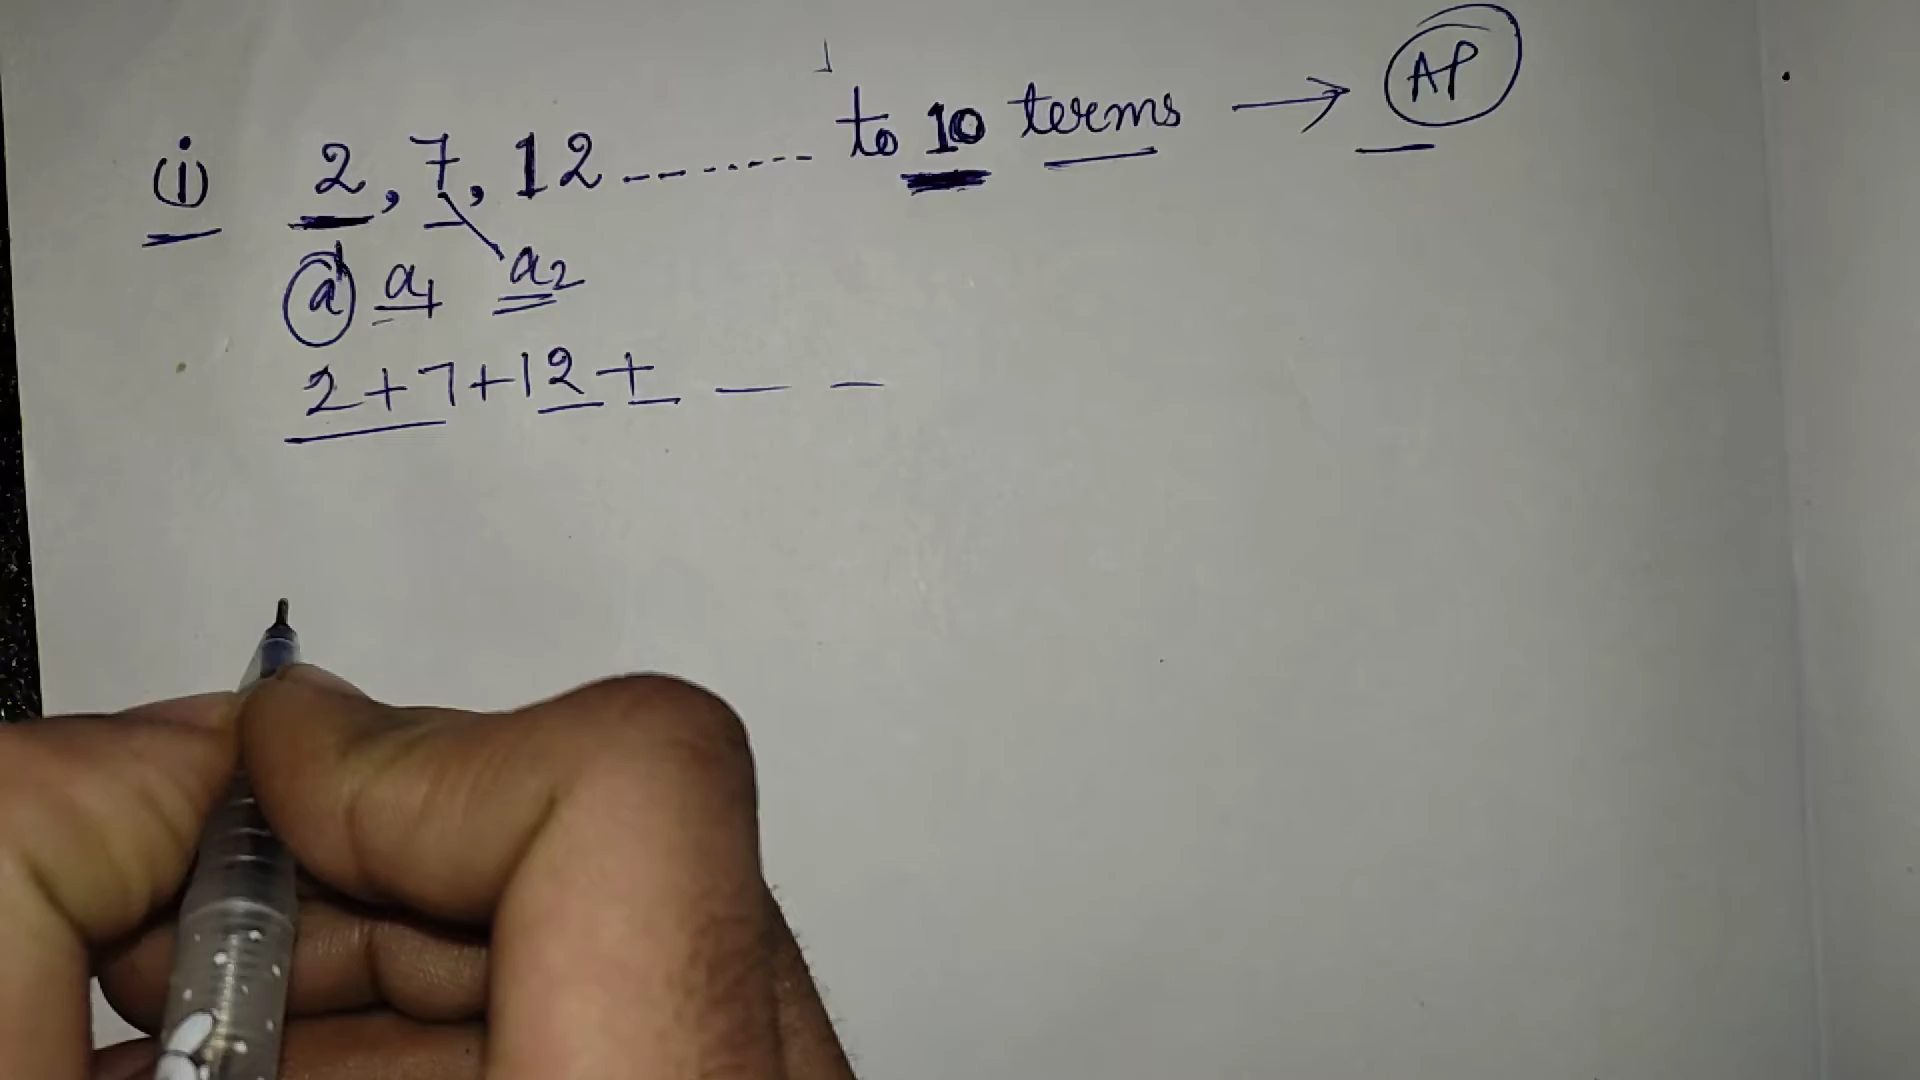 (i) 2, 7, 12 -------- to 10 terms → AP
a a1 a2
2+7+12+ _ _